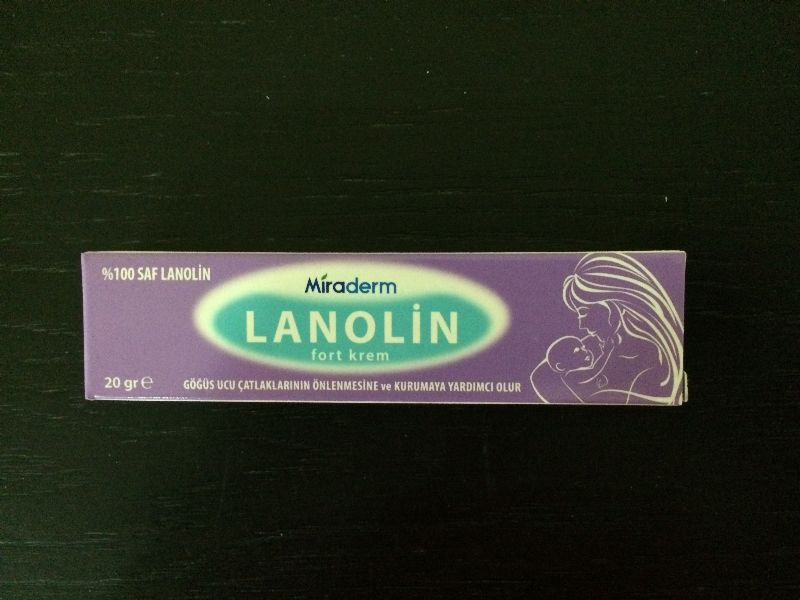 %100 SAF LANOLİN
Miraderm
LANOLİN
fort krem
20 gr ℮
GÖĞÜS UCU ÇATLAKLARININ ÖNLENMESİNE ve KURUMAYA YARDIMCI OLUR